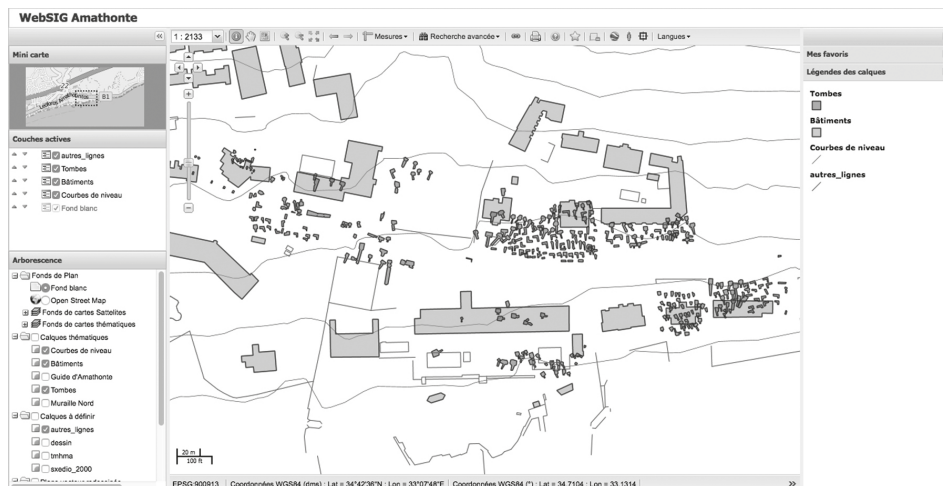 WebSIG Amathonte
1 : 2133
Mesures
Recherche avancée
Langues
Mini carte
B1
Couches actives
autres_lignes
Tombes
Bâtiments
Courbes de niveau
Fond blanc
Arborescence
Fonds de Plan
Fond blanc
Open Street Map
Fonds de cartes Sattelites
Fonds de cartes thématiques
Calques thématiques
Courbes de niveau
Bâtiments
Guide d'Amathonte
Tombes
Muraille Nord
Calques à définir
autres_lignes
dessin
tmhma
sxedio_2000
20 m
100 ft
EPSG:900913 | Coordonnées WGS84 (dms) : Lat = 34°42'36"N : Lon = 33°07'48"E | Coordonnées WGS84 (°) : Lat = 34.7104 : Lon = 33.1314
Mes favoris
Légendes des calques
Tombes
Bâtiments
Courbes de niveau
autres_lignes